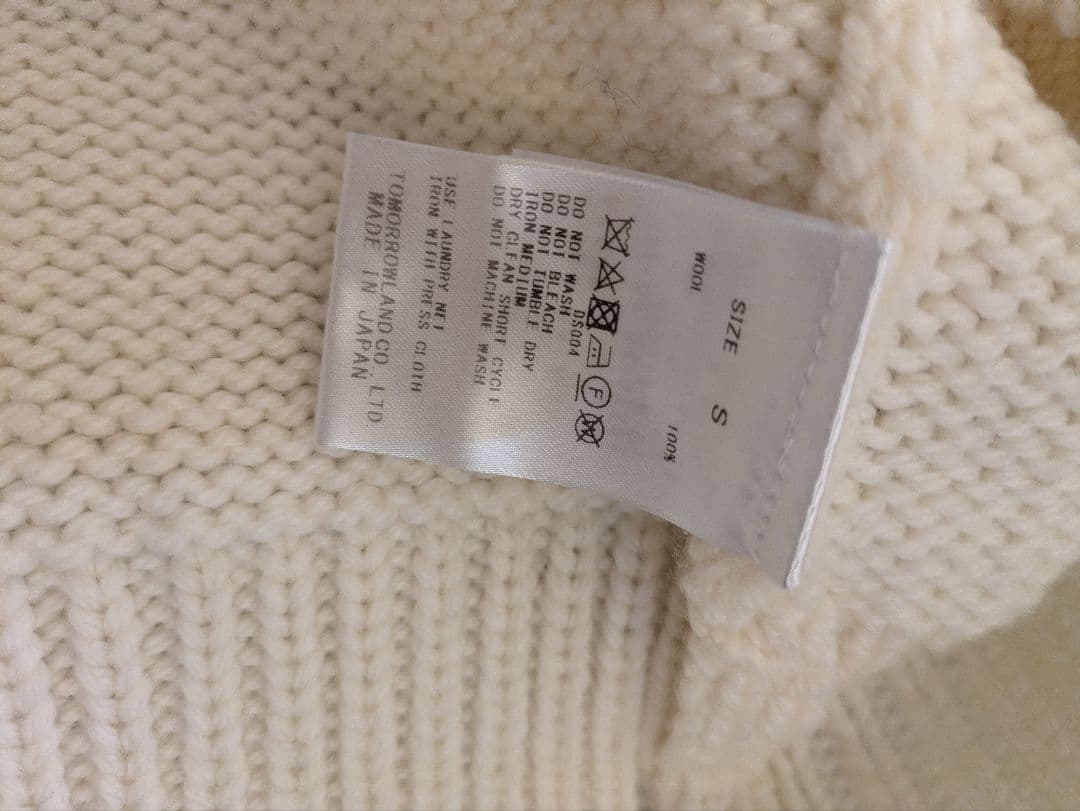 SIZE S
WOOL 100%
F
W
DS004
DO NOT WASH
DO NOT BLEACH
DO NOT TUMBLE DRY
IRON MEDIUM
DRY CLEAN SHORT CYCLE
DO NOT MACHINE WASH
USE LAUNDRY NET
IRON WITH PRESS CLOTH
TOMORROWLAND CO., LTD.
MADE IN JAPAN